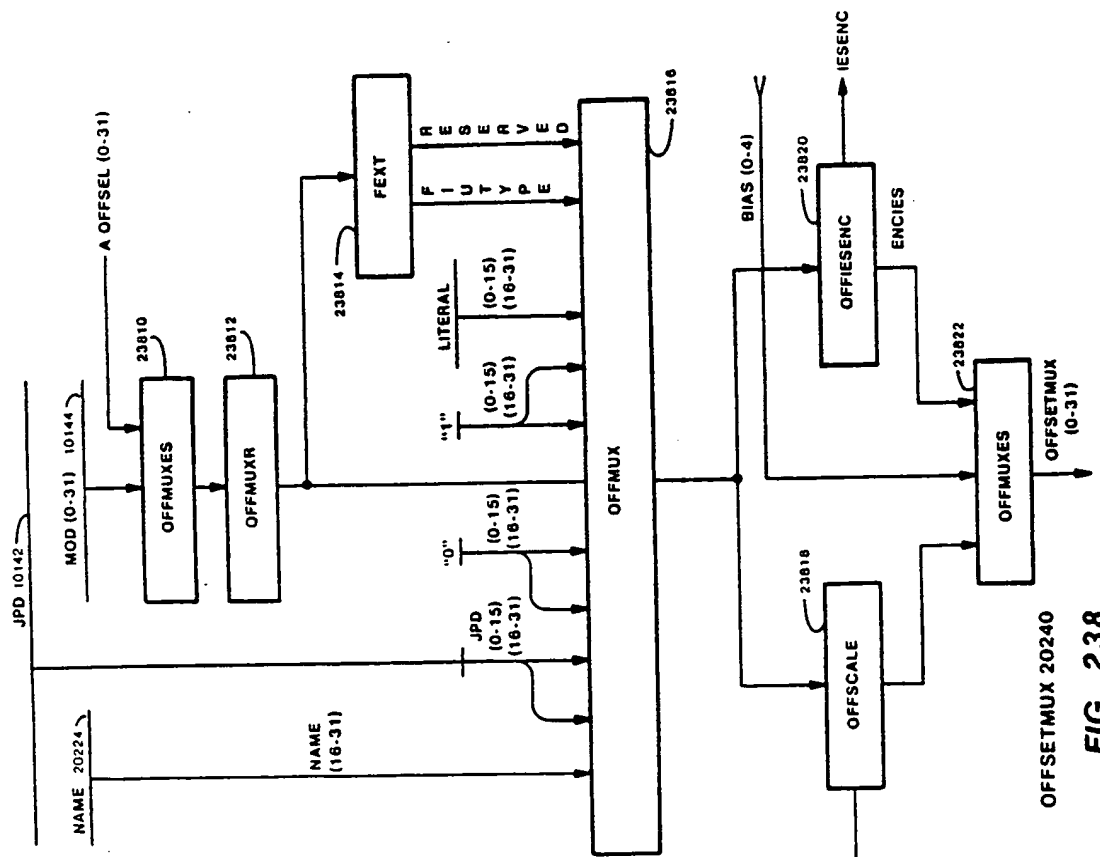 JPD 10142
NAME 20224
MOD (0-31) 10144
A OFFSEL (0-31)
23810
OFFMUXES
23812
OFFMUXR
FEXT
23814
FIUTYPE
RESERVED
NAME
(16-31)
JPD
(0-15)
(16-31)
"0"
(0-15)
(16-31)
"1"
(0-15)
(16-31)
LITERAL
(0-15)
(16-31)
OFFMUX
23816
BIAS (0-4)
23818
OFFSCALE
23820
OFFIESENC
IESENC
ENCIES
23822
OFFMUXES
OFFSETMUX
(0-31)
OFFSETMUX 20240
FIG 238